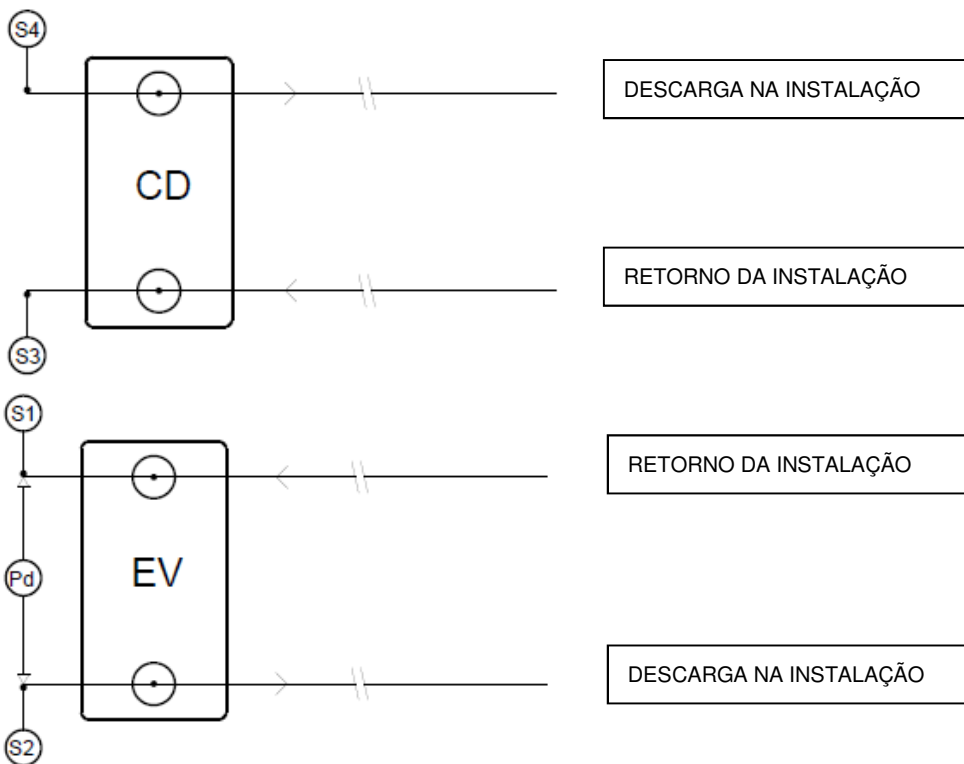 S4
DESCARGA NA INSTALAÇÃO
CD
RETORNO DA INSTALAÇÃO
S3
S1
RETORNO DA INSTALAÇÃO
Pd
EV
DESCARGA NA INSTALAÇÃO
S2